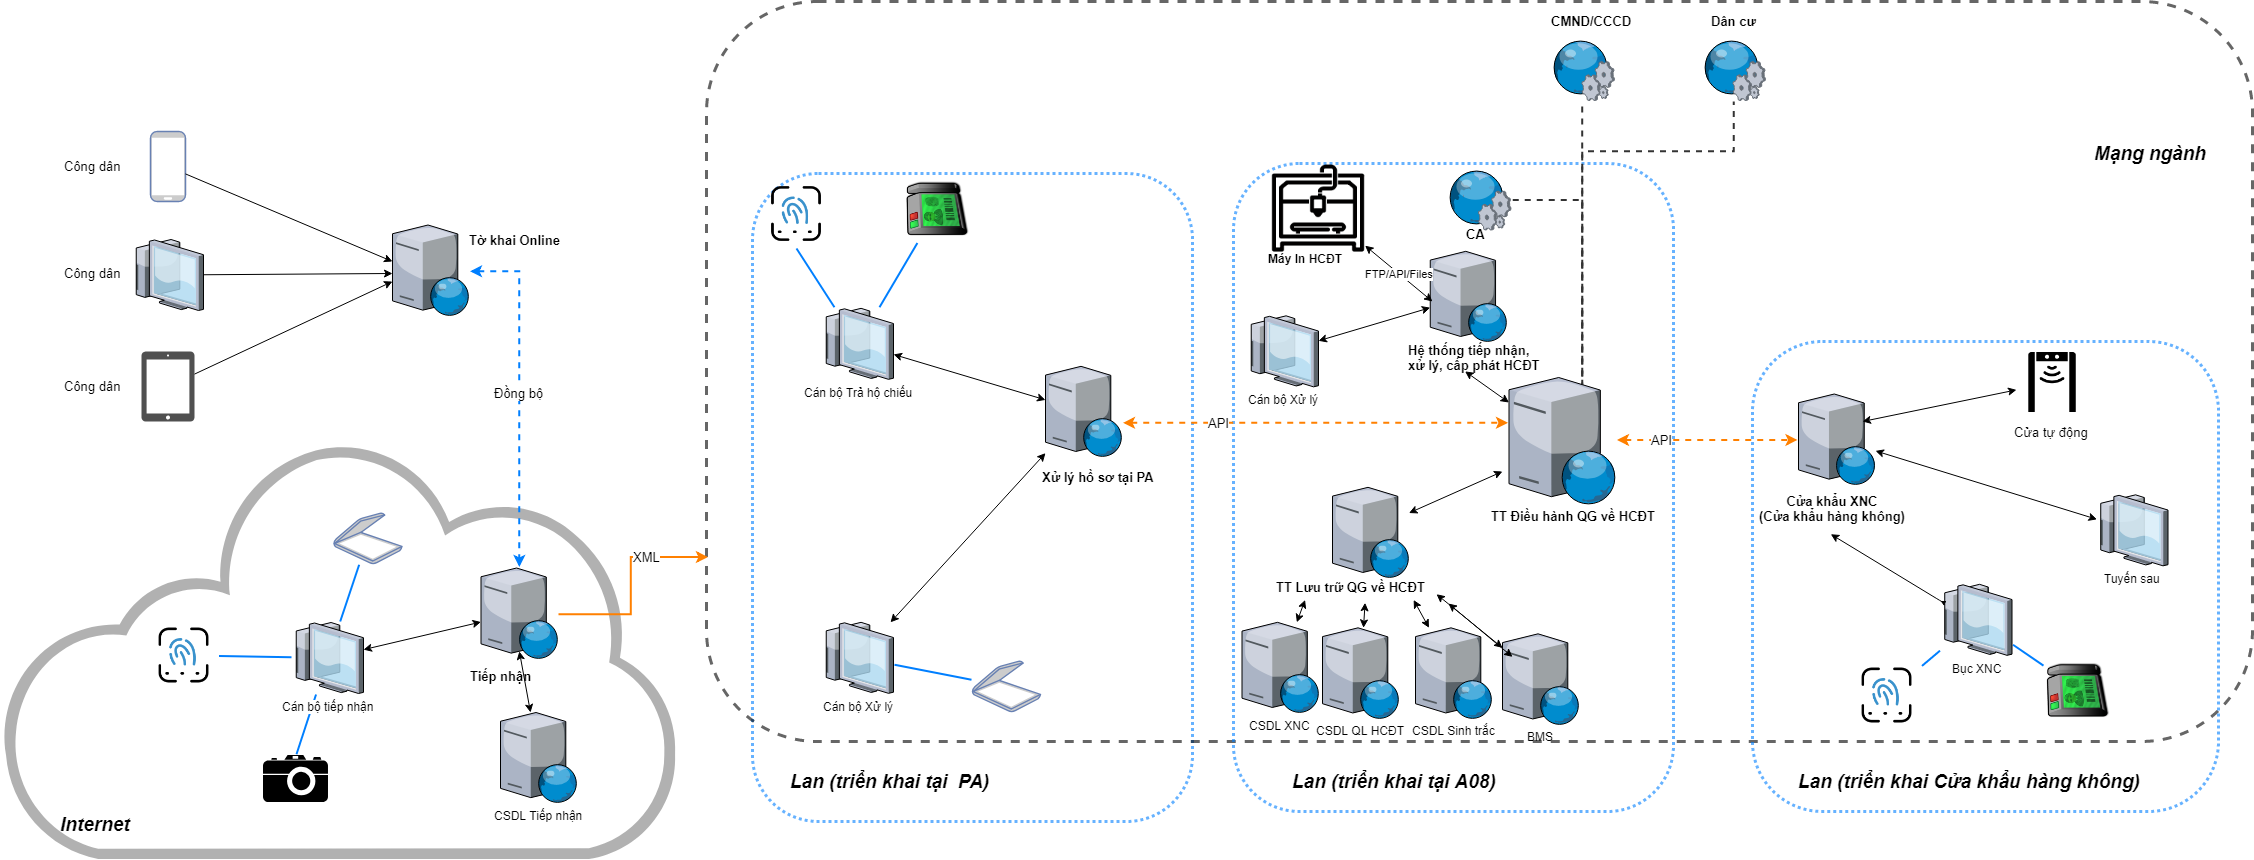 CMND/CCCD
Dân cư
Mạng ngành
Công dân
Tờ khai Online
Công dân
Công dân
Đồng bộ
CA
Máy In HCĐT
FTP/API/Files
Hệ thống tiếp nhận,
xử lý, cấp phát HCĐT
Cán bộ Xử lý
Cán bộ Trả hộ chiếu
API
API
Cửa tự động
Xử lý hồ sơ tại PA
TT Điều hành QG về HCĐT
Cửa khẩu XNC
(Cửa khẩu hàng không)
XML
TT Lưu trữ QG về HCĐT
Tuyến sau
Tiếp nhận
Bục XNC
Cán bộ tiếp nhận
Cán bộ Xử lý
CSDL XNC
CSDL QL HCĐT
CSDL Sinh trắc
BMS
Lan (triển khai tại  PA)
Lan (triển khai tại A08)
Lan (triển khai Cửa khẩu hàng không)
CSDL Tiếp nhận
Internet